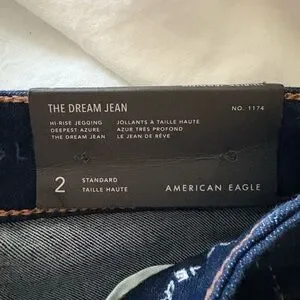 THE DREAM JEAN
NO. 1174
HI-RISE JEGGING
JOLLANTS À TAILLE HAUTE
DEEPEST AZURE
AZUR TRÈS PROFOND
THE DREAM JEAN
LE JEAN DE RÊVE
2
STANDARD
TAILLE HAUTE
AMERICAN EAGLE